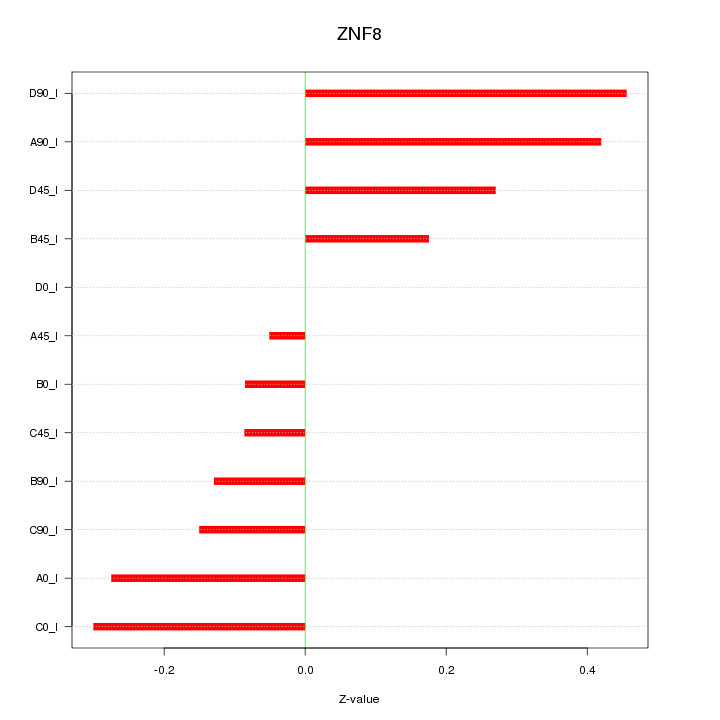 ZNF8
D90_I
A90_I
D45_I
B45_I
D0_I
A45_I
B0_I
C45_I
B90_I
C90_I
A0_I
C0_I
-0.2 0.0 0.2 0.4
Z-value